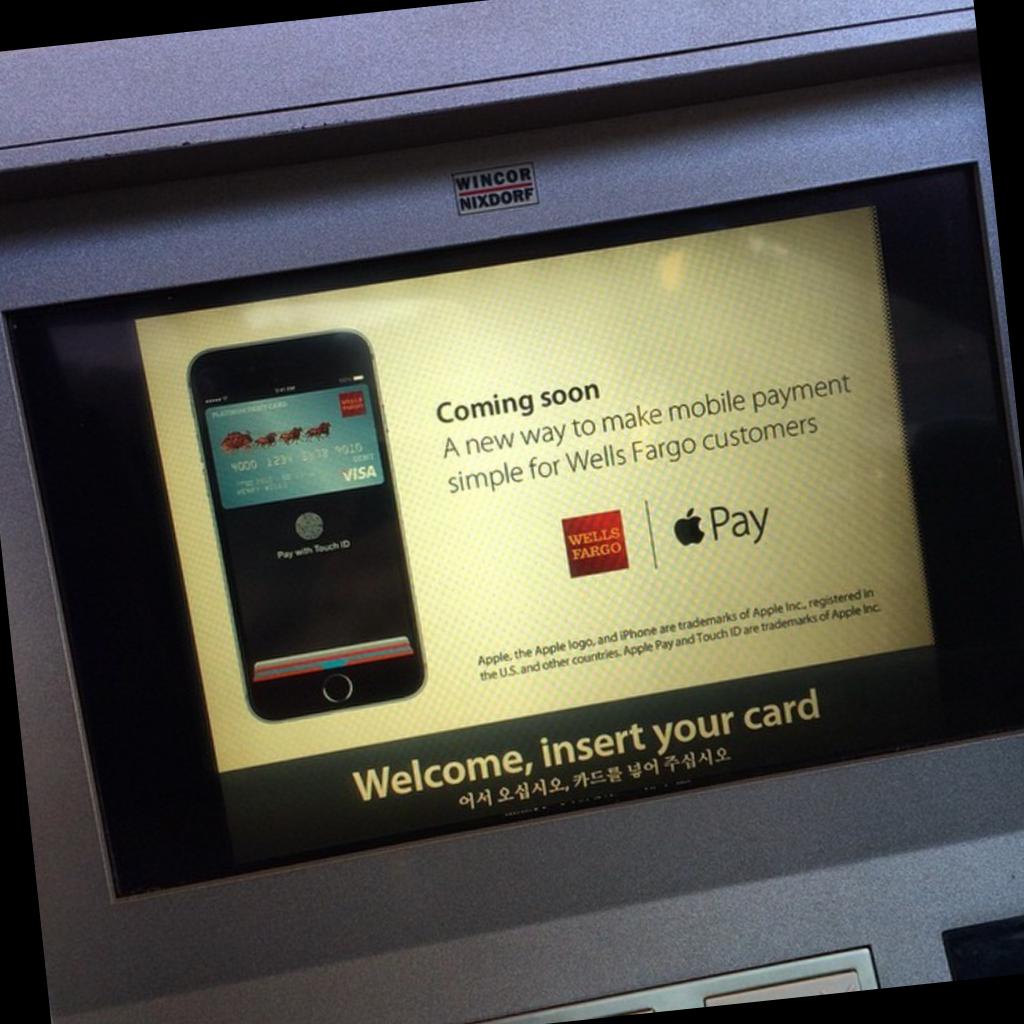 WINCOR
NIXDORF
9:41 AM
PLATINUM DEBIT CARD
WELLS
FARGO
4000 1234 5678 9010
DEBIT
VISA
Pay with Touch ID
Coming soon
A new way to make mobile payment
simple for Wells Fargo customers
WELLS
FARGO
Pay
Apple, the Apple logo, and iPhone are trademarks of Apple Inc., registered in
the U.S. and other countries. Apple Pay and Touch ID are trademarks of Apple Inc.
Welcome, insert your card
어서 오십시오, 카드를 넣어 주십시오